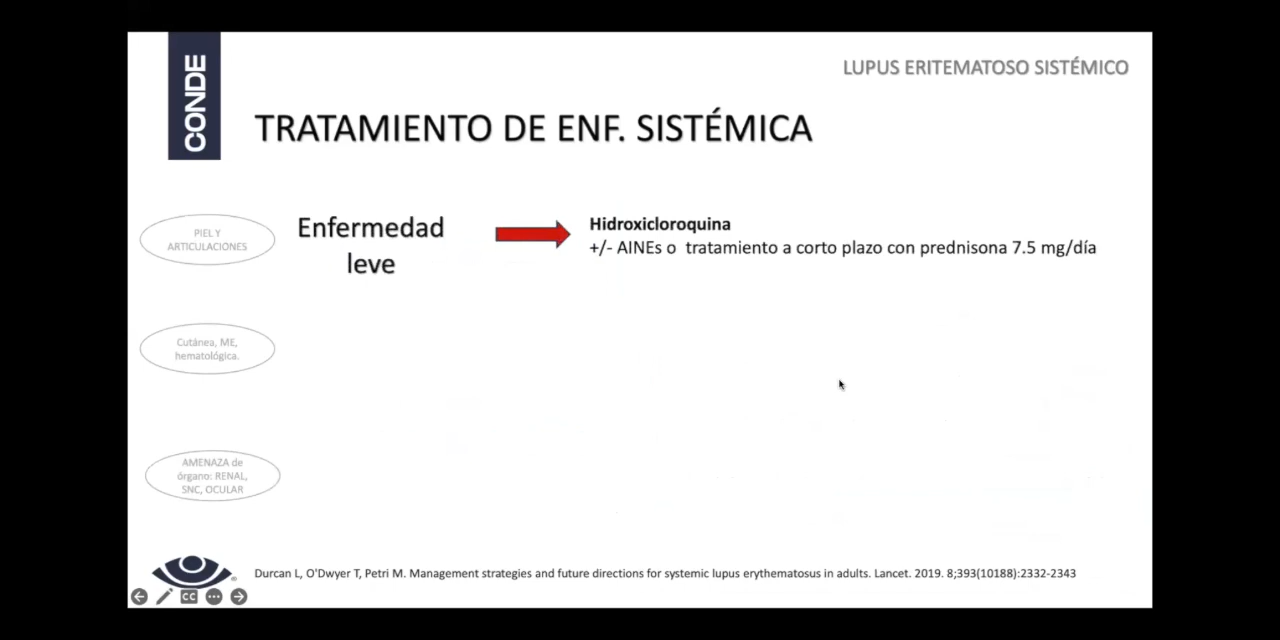 CONDE
LUPUS ERITEMATOSO SISTÉMICO
TRATAMIENTO DE ENF. SISTÉMICA
PIEL Y
ARTICULACIONES
Enfermedad
leve
Hidroxicloroquina
+/- AINEs o tratamiento a corto plazo con prednisona 7.5 mg/día
Cutánea, ME,
hematológica.
AMENAZA de
órgano: RENAL,
SNC, OCULAR
Durcan L, O'Dwyer T, Petri M. Management strategies and future directions for systemic lupus erythematosus in adults. Lancet. 2019. 8;393(10188):2332-2343
CC